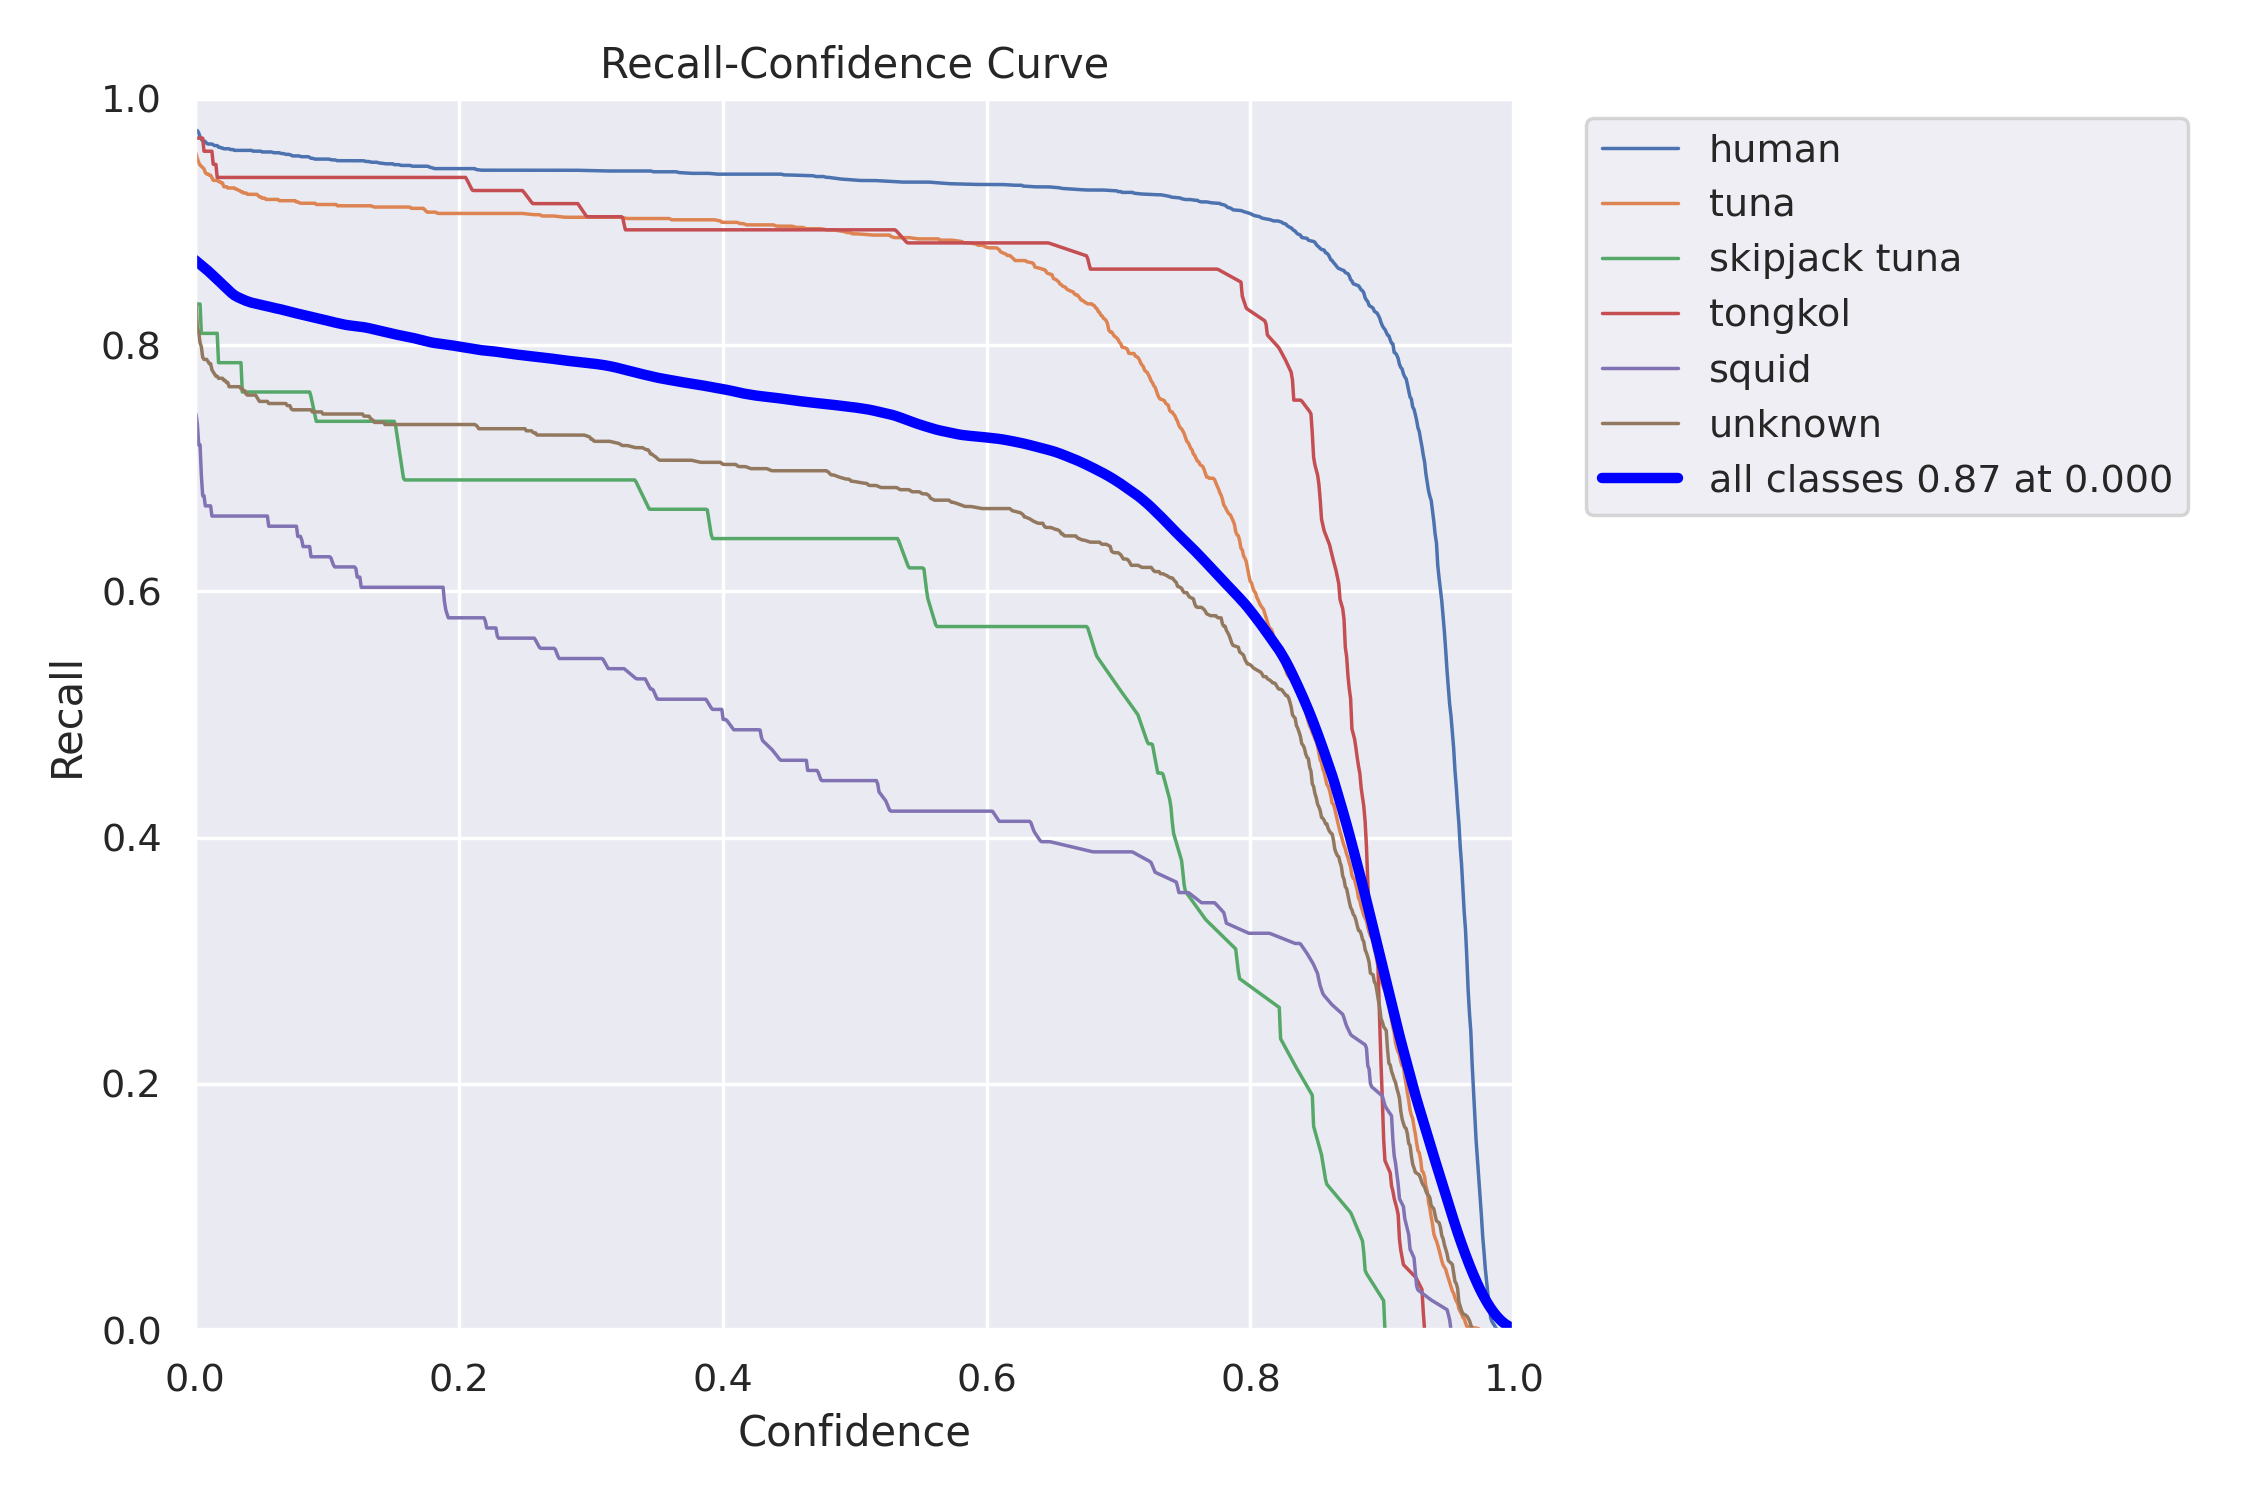 Recall-Confidence Curve
1.0
0.8
0.6
0.4
0.2
0.0
Recall
0.0 0.2 0.4 0.6 0.8 1.0
Confidence
human
tuna
skipjack tuna
tongkol
squid
unknown
all classes 0.87 at 0.000